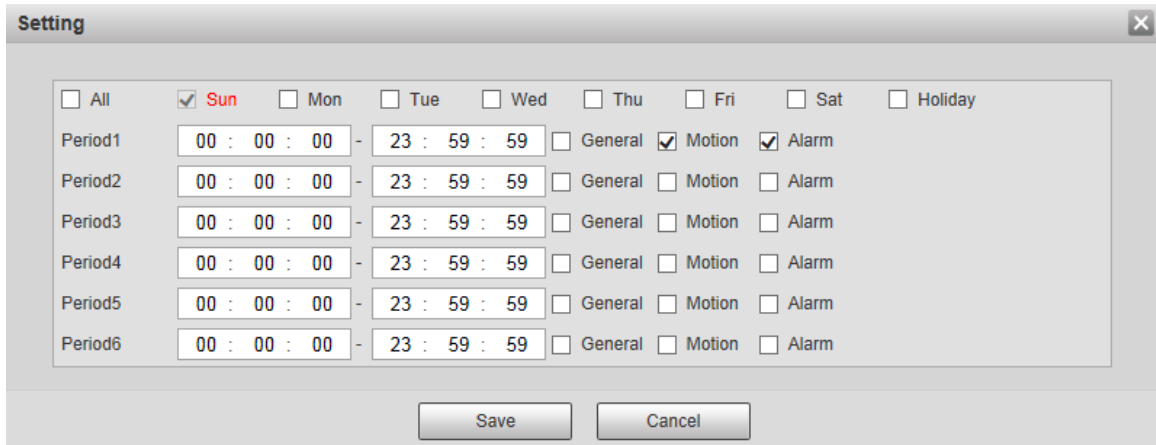 Setting
All Sun Mon Tue Wed Thu Fri Sat Holiday
Period1 00 : 00 : 00 - 23 : 59 : 59 General Motion Alarm
Period2 00 : 00 : 00 - 23 : 59 : 59 General Motion Alarm
Period3 00 : 00 : 00 - 23 : 59 : 59 General Motion Alarm
Period4 00 : 00 : 00 - 23 : 59 : 59 General Motion Alarm
Period5 00 : 00 : 00 - 23 : 59 : 59 General Motion Alarm
Period6 00 : 00 : 00 - 23 : 59 : 59 General Motion Alarm
Save Cancel